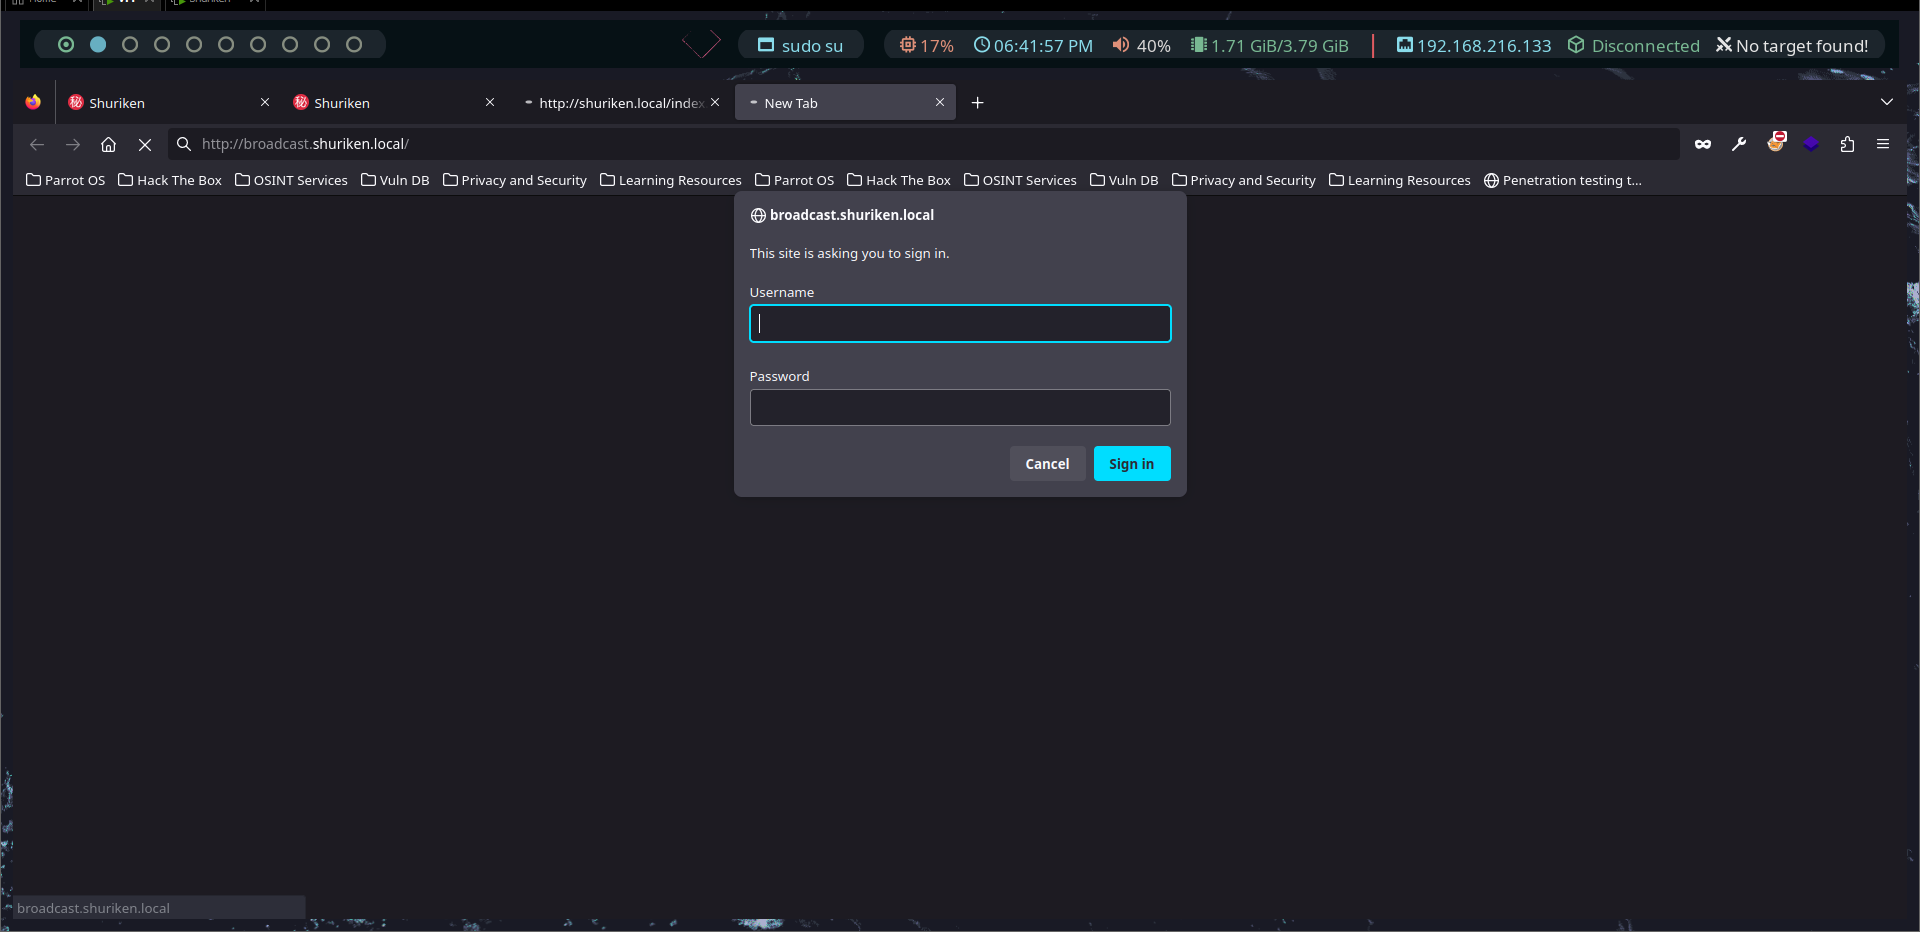 sudo su 17% 06:41:57 PM 40% 1.71 GiB/3.79 GiB 192.168.216.133 Disconnected No target found!
秘 Shuriken 秘 Shuriken http://shuriken.local/index New Tab
http://broadcast.shuriken.local/
Parrot OS Hack The Box OSINT Services Vuln DB Privacy and Security Learning Resources Parrot OS Hack The Box OSINT Services Vuln DB Privacy and Security Learning Resources Penetration testing t...
broadcast.shuriken.local
This site is asking you to sign in.
Username
Password
Cancel Sign in
broadcast.shuriken.local